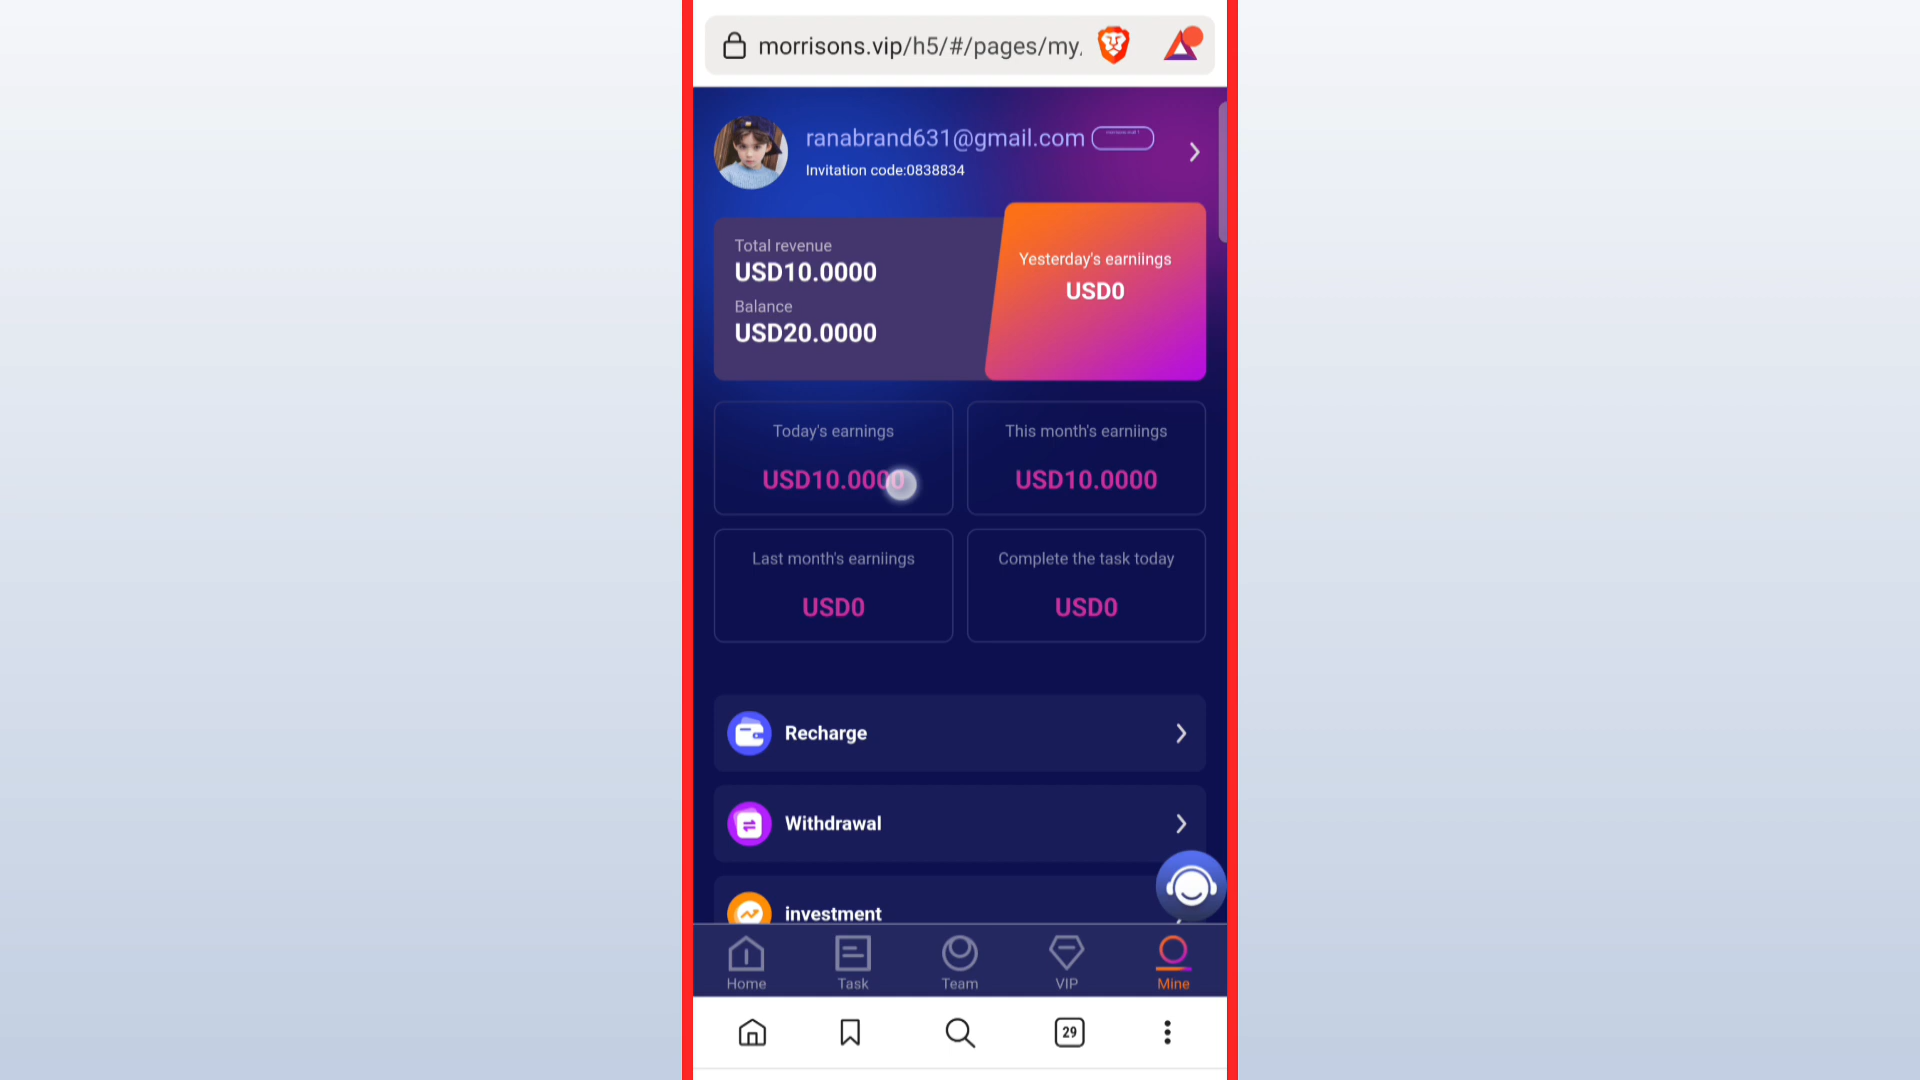 morrisons.vip/h5/#/pages/my
ranabrand631@gmail.com
Invitation code:0838834
Total revenue
USD10.0000
Balance
USD20.0000
Yesterday's earniings
USD0
Today's earnings
USD10.0000
This month's earniings
USD10.0000
Last month's earniings
USD0
Complete the task today
USD0
Recharge
Withdrawal
investment
Home
Task
Team
VIP
Mine
29